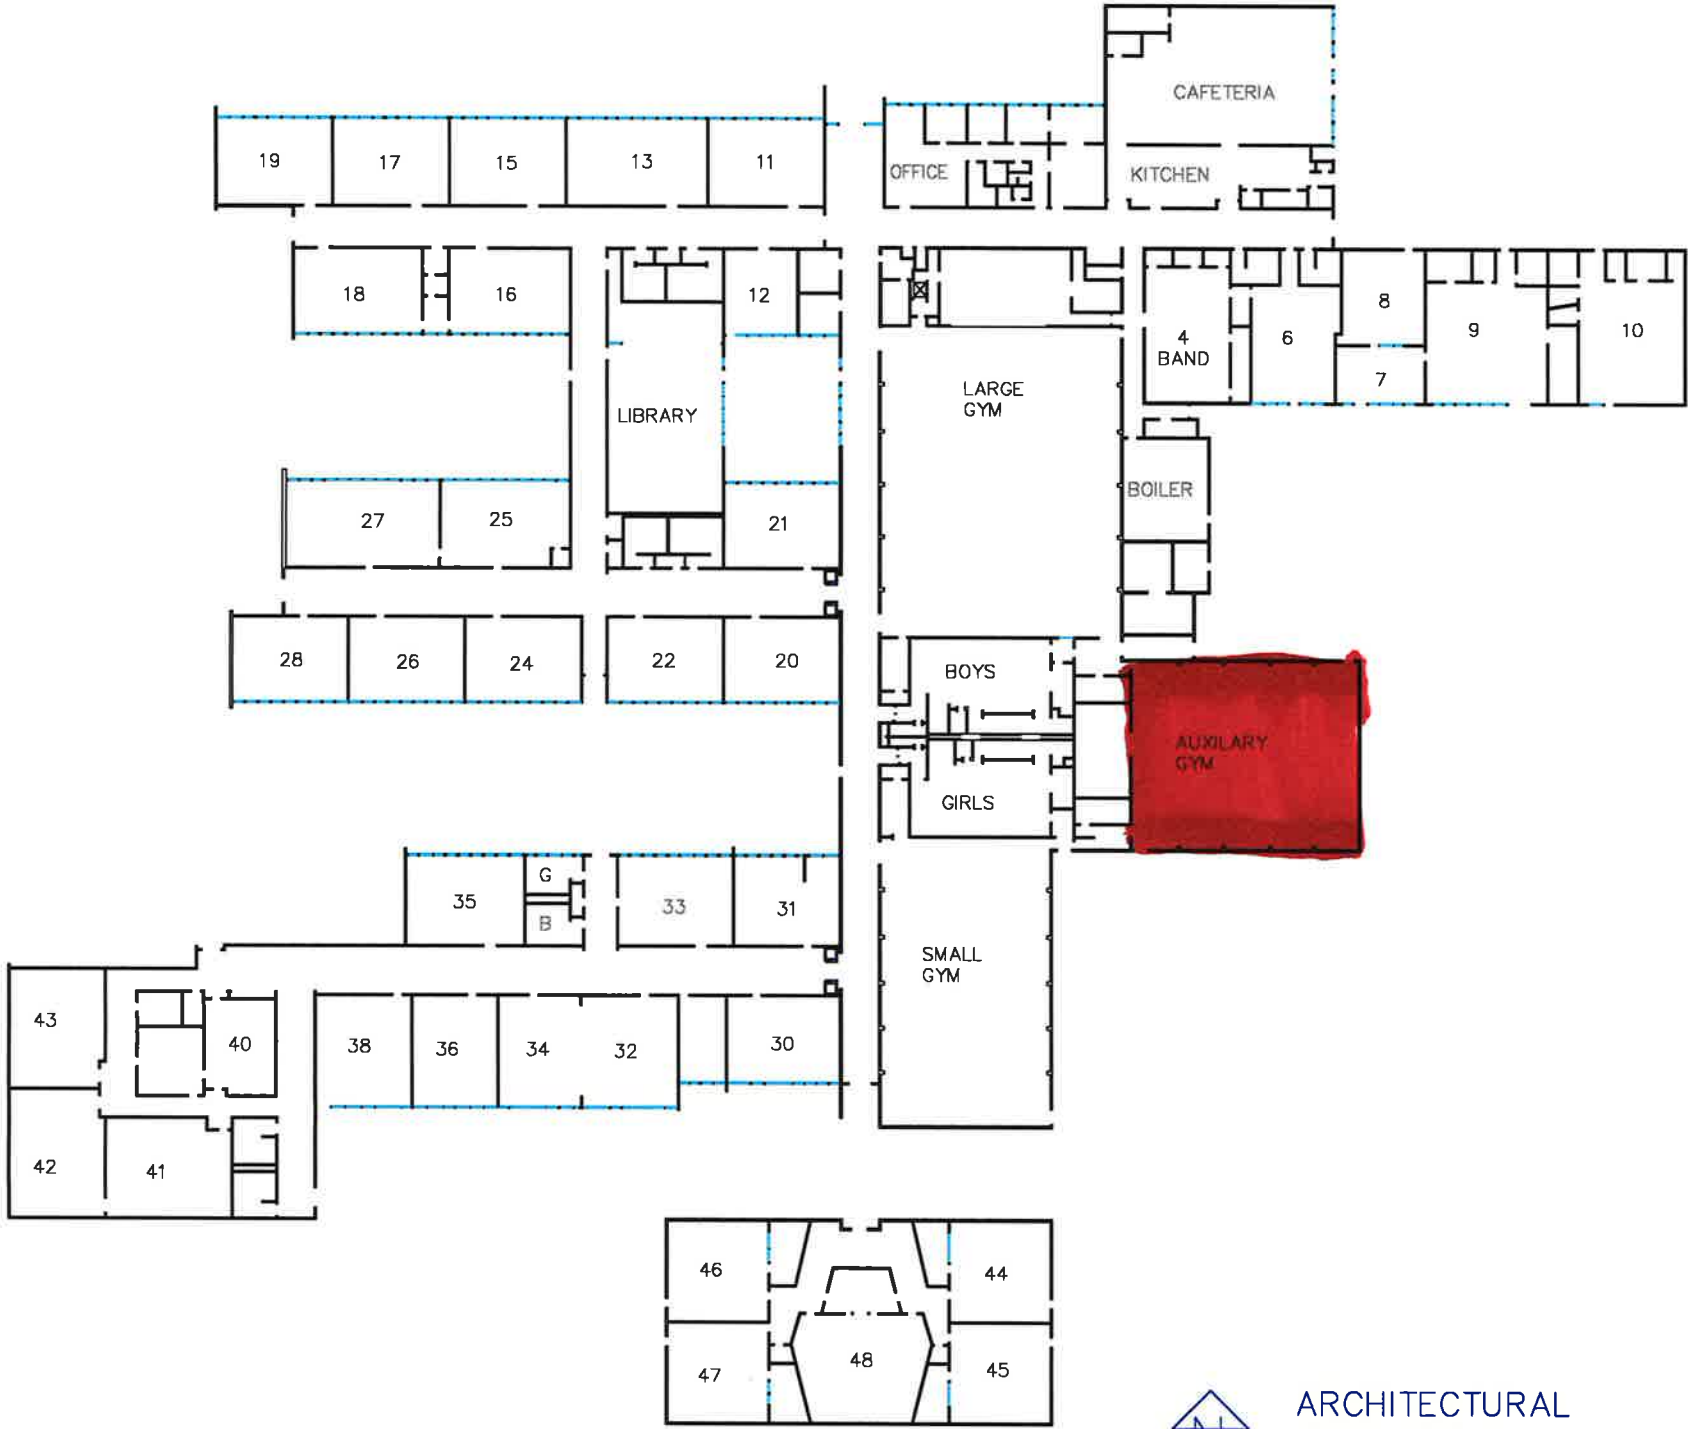 CAFETERIA
19 17 15 13 11
OFFICE
KITCHEN
18 16 12
8
4
BAND
6
9
10
7
LARGE
GYM
LIBRARY
BOILER
27 25 21
28 26 24 22 20
BOYS
AUXILARY
GYM
GIRLS
G
35
33
31
B
SMALL
GYM
43
40
38 36 34 32 30
42 41
46
44
48
47
45
N
ARCHITECTURAL